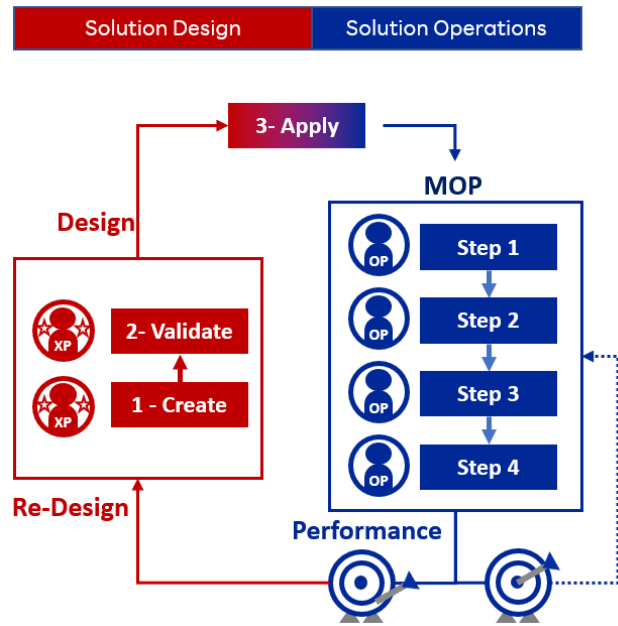 Solution Design
Solution Operations
3- Apply
MOP
Design
OP
Step 1
OP
Step 2
XP
2- Validate
OP
Step 3
XP
1 - Create
OP
Step 4
Re-Design
Performance